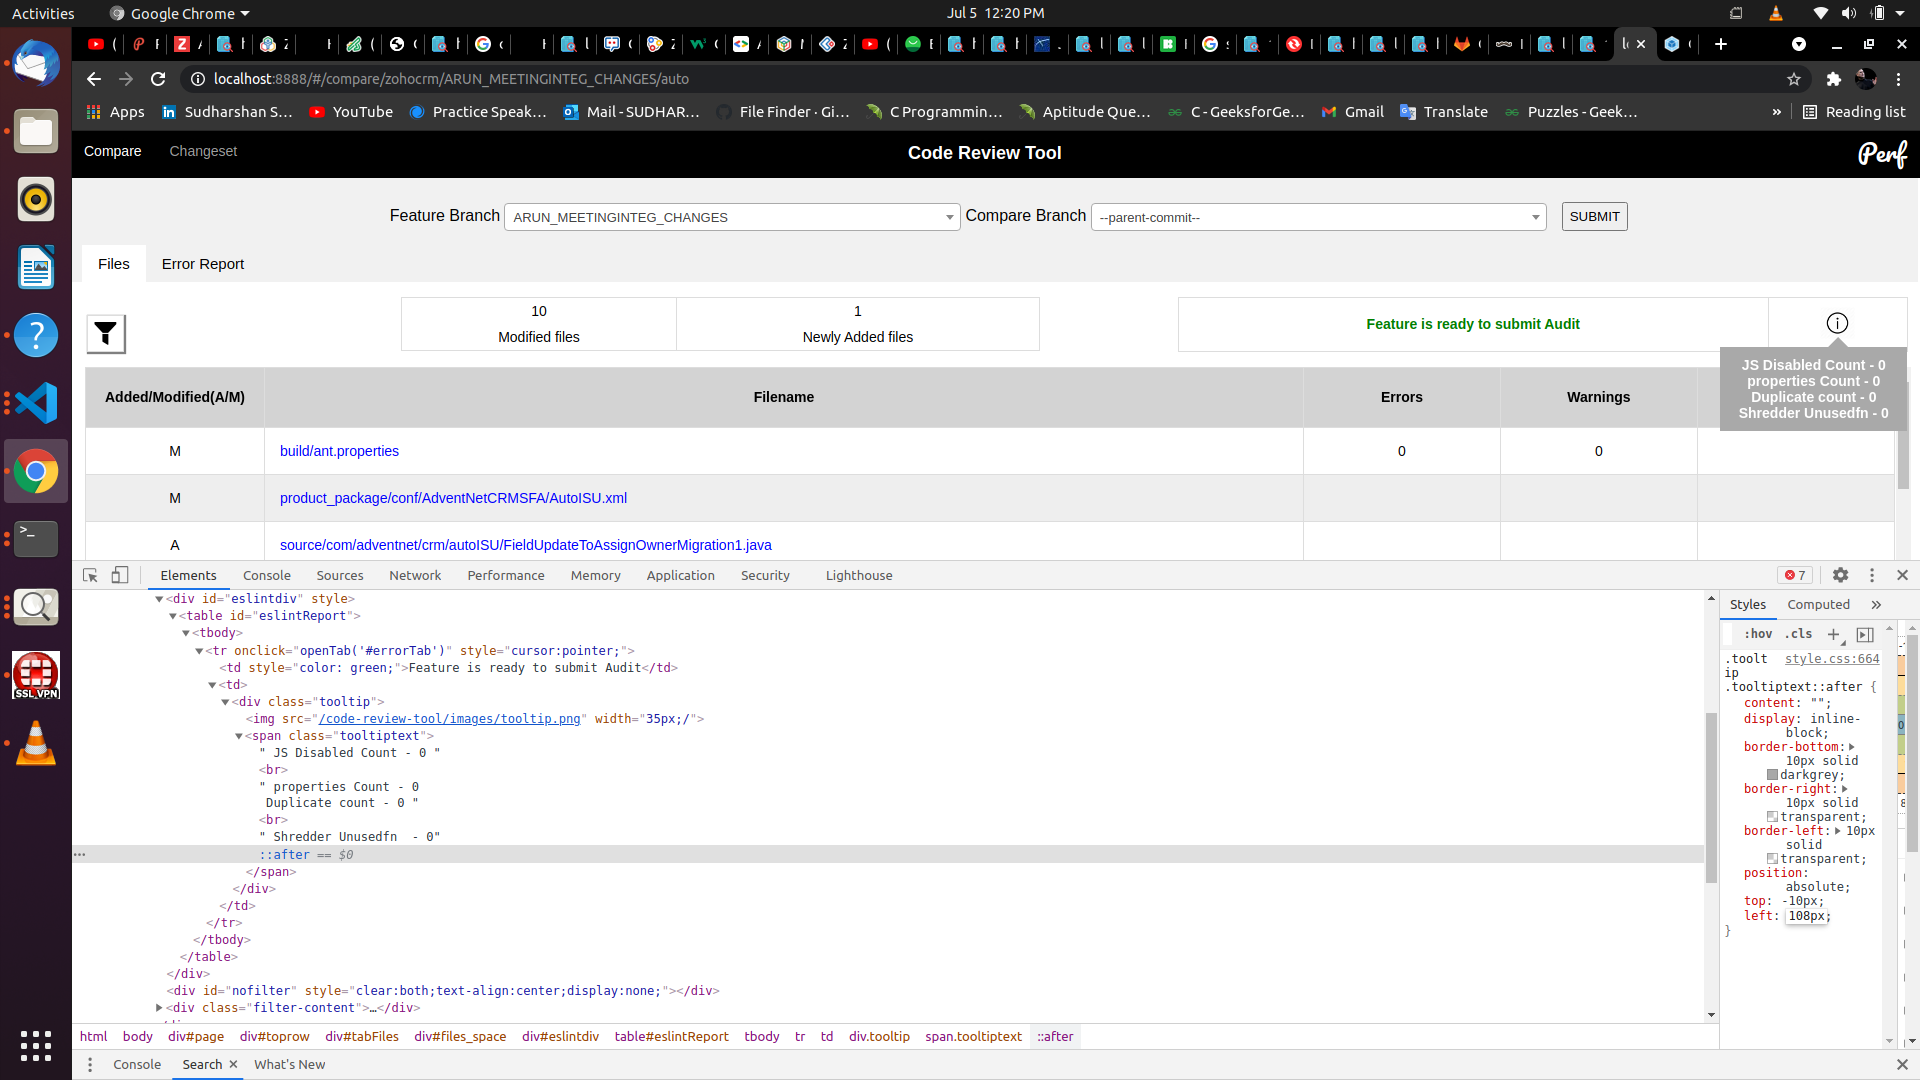 Activities
Google Chrome
Jul 5 12:20 PM
localhost:8888/#/compare/zohocrm/ARUN_MEETINGINTEG_CHANGES/auto
Apps
Sudharshan S…
YouTube
Practice Speak…
Mail - SUDHAR…
File Finder · Gi…
C Programmin…
Aptitude Que…
C - GeeksforGe…
Gmail
Translate
Puzzles - Geek…
»
Reading list
Compare
Changeset
Code Review Tool
Perf
Feature Branch
ARUN_MEETINGINTEG_CHANGES
Compare Branch
--parent-commit--
SUBMIT
Files
Error Report
10
Modified files
1
Newly Added files
Feature is ready to submit Audit
JS Disabled Count - 0
properties Count - 0
Duplicate count - 0
Shredder Unusedfn - 0
Added/Modified(A/M)
Filename
Errors
Warnings
M
build/ant.properties
0
0
M
product_package/conf/AdventNetCRMSFA/AutoISU.xml
A
source/com/adventnet/crm/autoISU/FieldUpdateToAssignOwnerMigration1.java
SSL VPN
Elements
Console
Sources
Network
Performance
Memory
Application
Security
Lighthouse
7
<div id="eslintdiv" style>
<table id="eslintReport">
<tbody>
<tr onclick="openTab('#errorTab')" style="cursor:pointer;">
<td style="color: green;">Feature is ready to submit Audit</td>
<td>
<div class="tooltip">
<img src="/code-review-tool/images/tooltip.png" width="35px;/">
<span class="tooltiptext">
" JS Disabled Count - 0 "
<br>
" properties Count - 0
Duplicate count - 0 "
<br>
" Shredder Unusedfn  - 0"
::after == $0
</span>
</div>
</td>
</tr>
</tbody>
</table>
</div>
<div id="nofilter" style="clear:both;text-align:center;display:none;"></div>
<div class="filter-content">…</div>
Styles
Computed
»
:hov
.cls
.toolt
style.css:664
ip
.tooltiptext::after {
content: "";
display: inline-
block;
border-bottom:
10px solid
darkgrey;
border-right:
10px solid
transparent;
border-left: 10px
solid
transparent;
position:
absolute;
top: -10px;
left: 108px;
}
html
body
div#page
div#toprow
div#tabFiles
div#files_space
div#eslintdiv
table#eslintReport
tbody
tr
td
div.tooltip
span.tooltiptext
::after
Console
Search
What's New